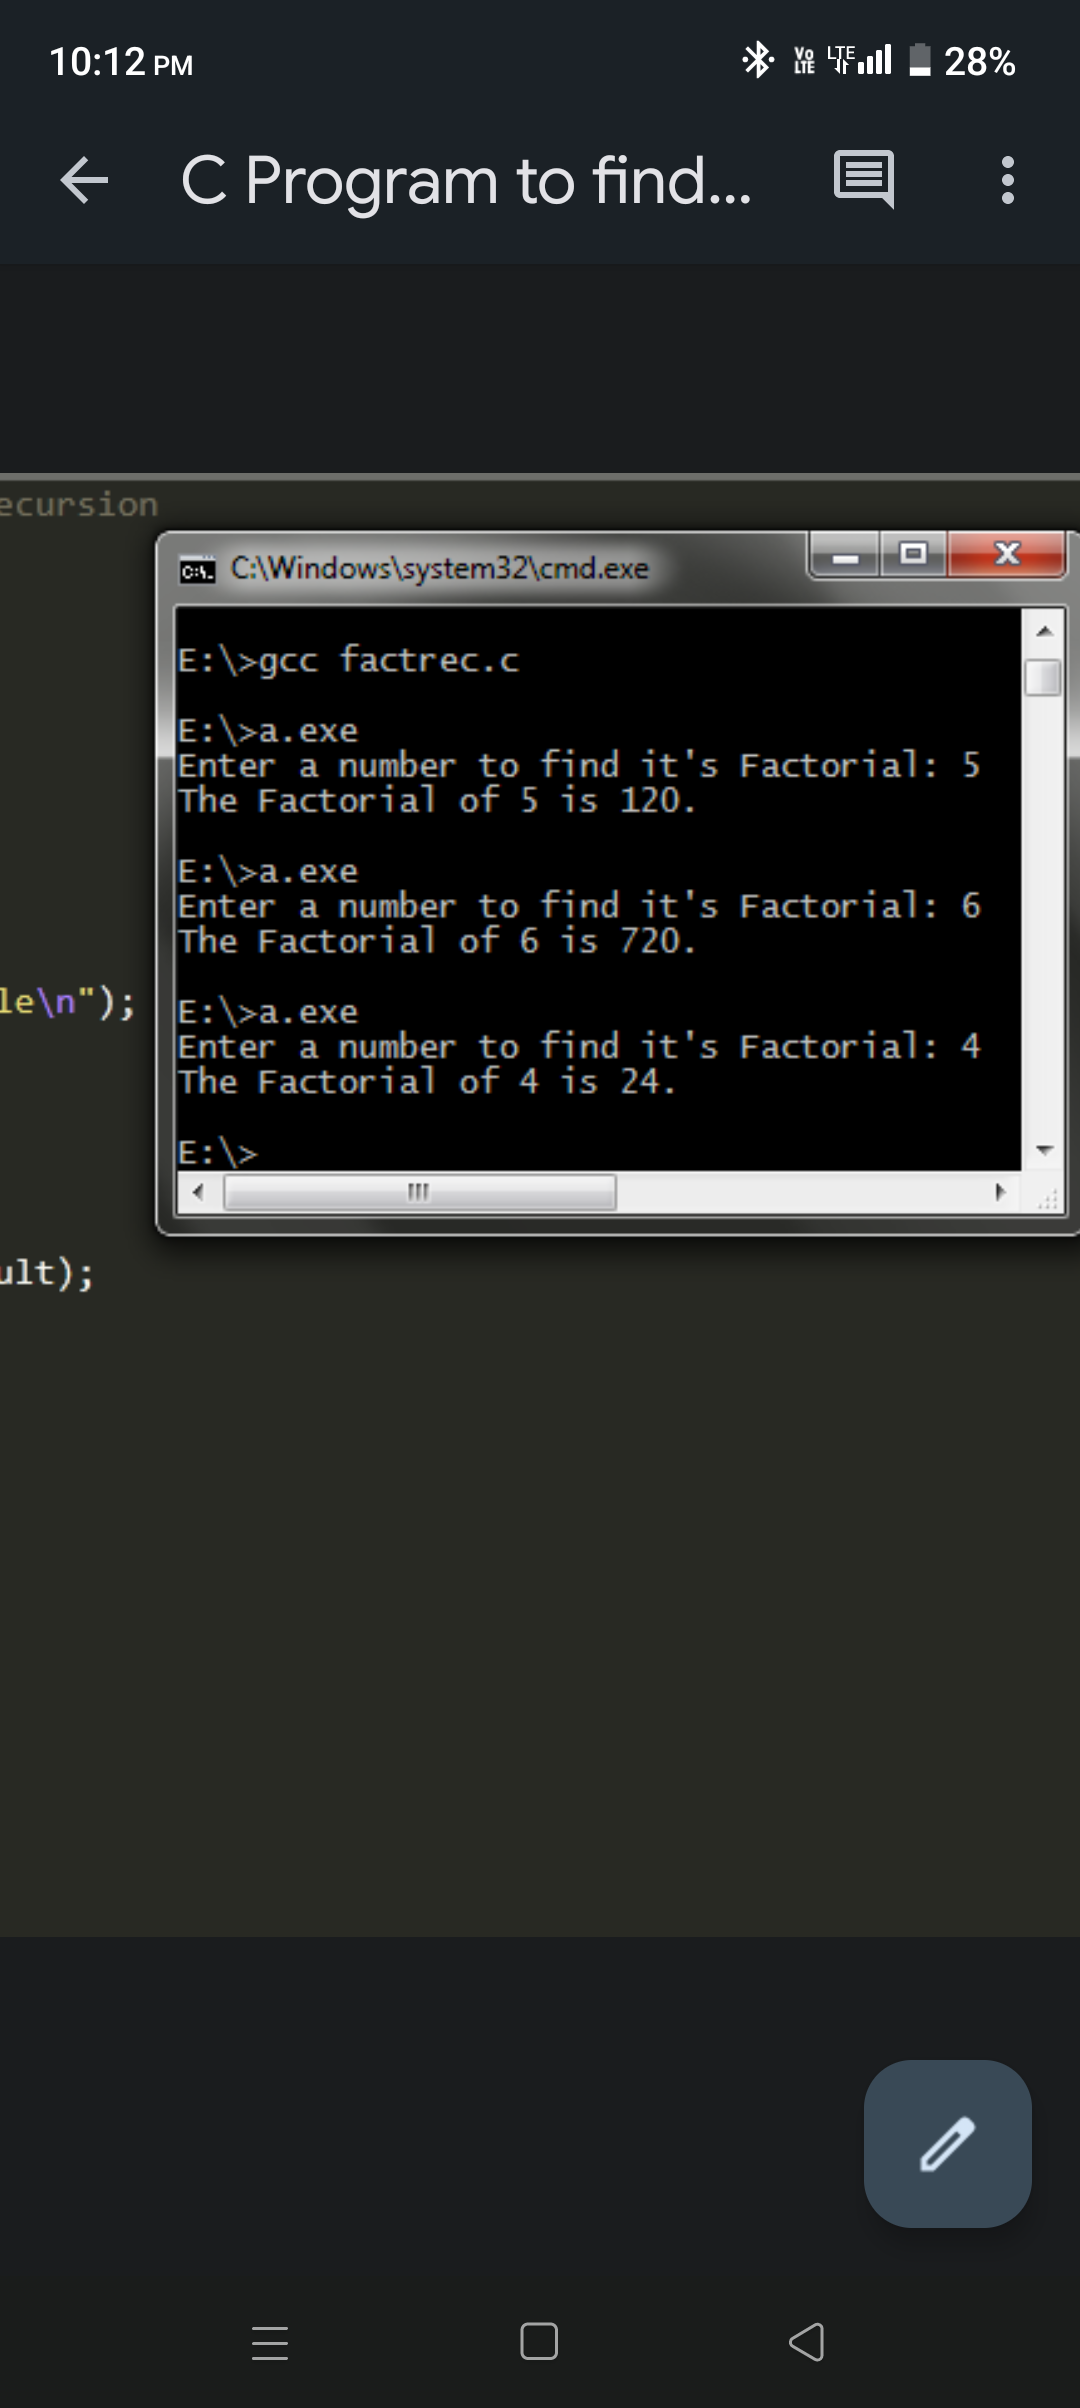 10:12 PM
Vo LTE LTE 28%
C Program to find...
ecursion
C:\Windows\system32\cmd.exe
E:\>gcc factrec.c
E:\>a.exe
Enter a number to find it's Factorial: 5
The Factorial of 5 is 120.
E:\>a.exe
Enter a number to find it's Factorial: 6
The Factorial of 6 is 720.
le\n");
E:\>a.exe
Enter a number to find it's Factorial: 4
The Factorial of 4 is 24.
E:\>
ult);